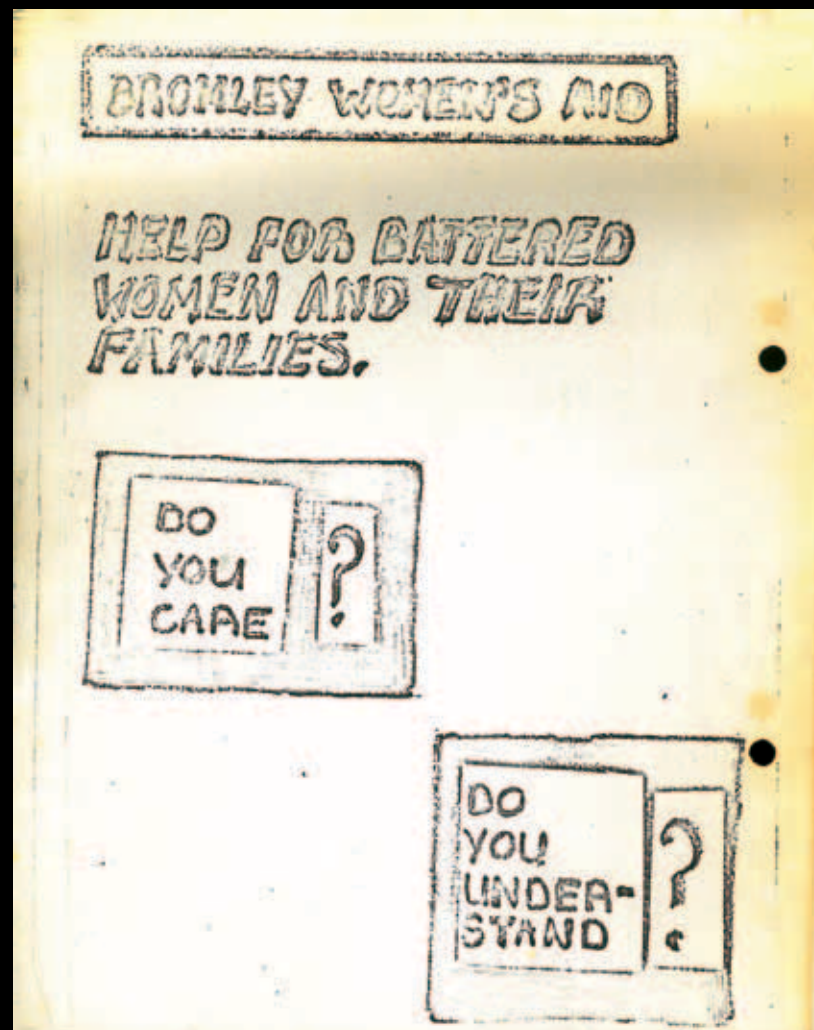 BROMLEY WOMEN'S AID
HELP FOR BATTERED
WOMEN AND THEIR
FAMILIES.
DO
YOU
CARE
?
DO
YOU
UNDER-
STAND
?